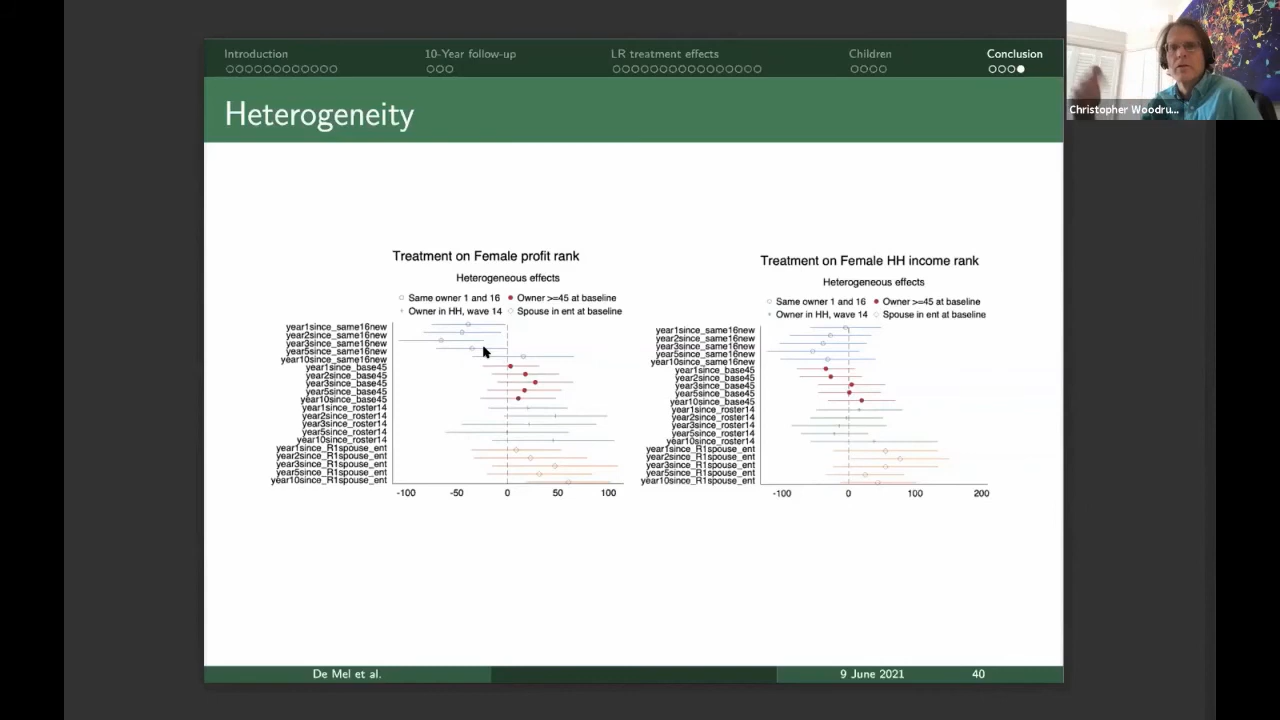 Introduction
10-Year follow-up
LR treatment effects
Children
Conclusion
Christopher Woodru...
Heterogeneity
Treatment on Female profit rank
Heterogeneous effects
Same owner 1 and 16
Owner >=45 at baseline
Owner in HH, wave 14
Spouse in ent at baseline
year1since_same16new
year2since_same16new
year3since_same16new
year5since_same16new
year10since_same16new
year1since_base45
year2since_base45
year3since_base45
year5since_base45
year10since_base45
year1since_roster14
year2since_roster14
year3since_roster14
year5since_roster14
year10since_roster14
year1since_R1spouse_ent
year2since_R1spouse_ent
year3since_R1spouse_ent
year5since_R1spouse_ent
year10since_R1spouse_ent
-100 -50 0 50 100
Treatment on Female HH income rank
Heterogeneous effects
Same owner 1 and 16
Owner >=45 at baseline
Owner in HH, wave 14
Spouse in ent at baseline
year1since_same16new
year2since_same16new
year3since_same16new
year5since_same16new
year10since_same16new
year1since_base45
year2since_base45
year3since_base45
year5since_base45
year10since_base45
year1since_roster14
year2since_roster14
year3since_roster14
year5since_roster14
year10since_roster14
year1since_R1spouse_ent
year2since_R1spouse_ent
year3since_R1spouse_ent
year5since_R1spouse_ent
year10since_R1spouse_ent
-100 0 100 200
De Mel et al.
9 June 2021
40